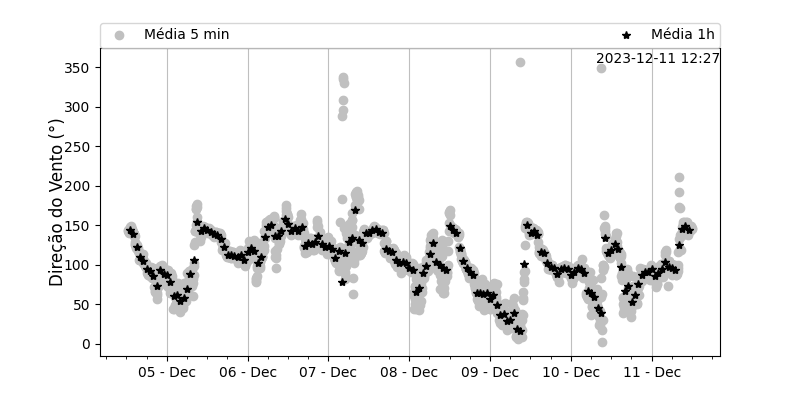 Média 5 min
Média 1h
2023-12-11 12:27
Direção do Vento (°)
350
300
250
200
150
100
50
0
05 - Dec
06 - Dec
07 - Dec
08 - Dec
09 - Dec
10 - Dec
11 - Dec